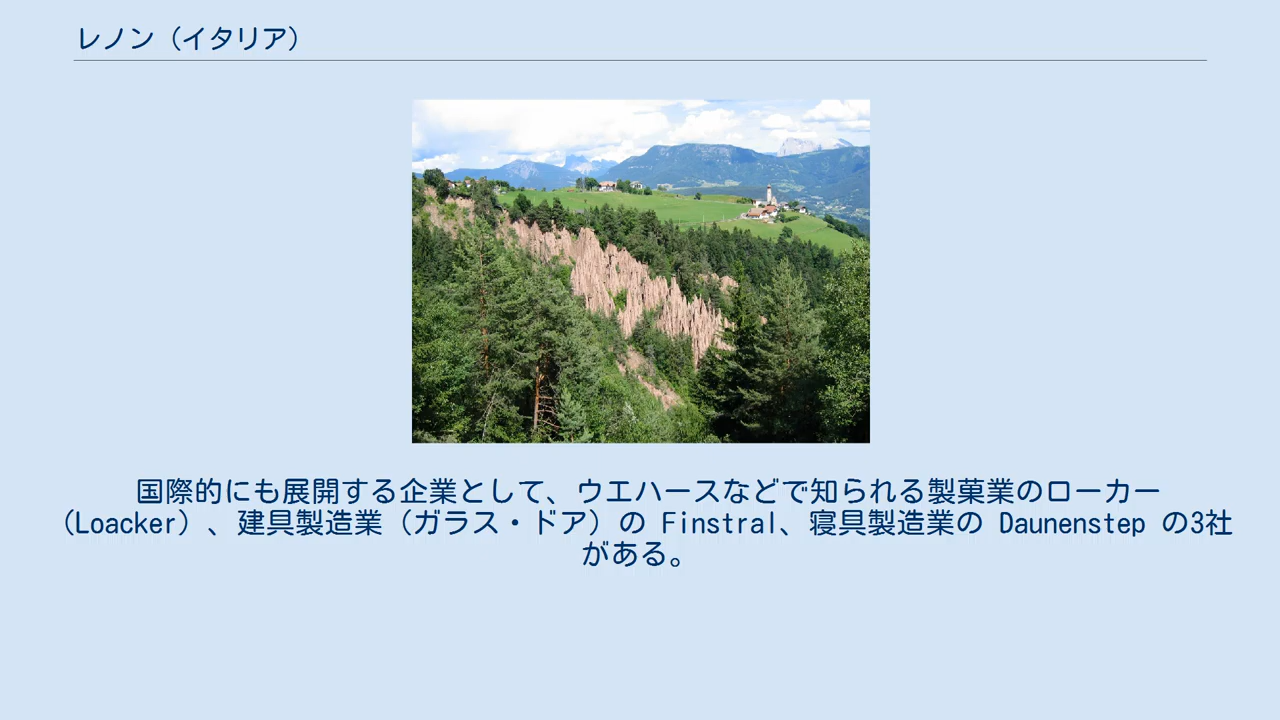 レノン（イタリア）
国際的にも展開する企業として、ウエハースなどで知られる製菓業のローカー
（Loacker）、建具製造業（ガラス・ドア）の Finstral、寝具製造業の Daunenstep の3社
がある。